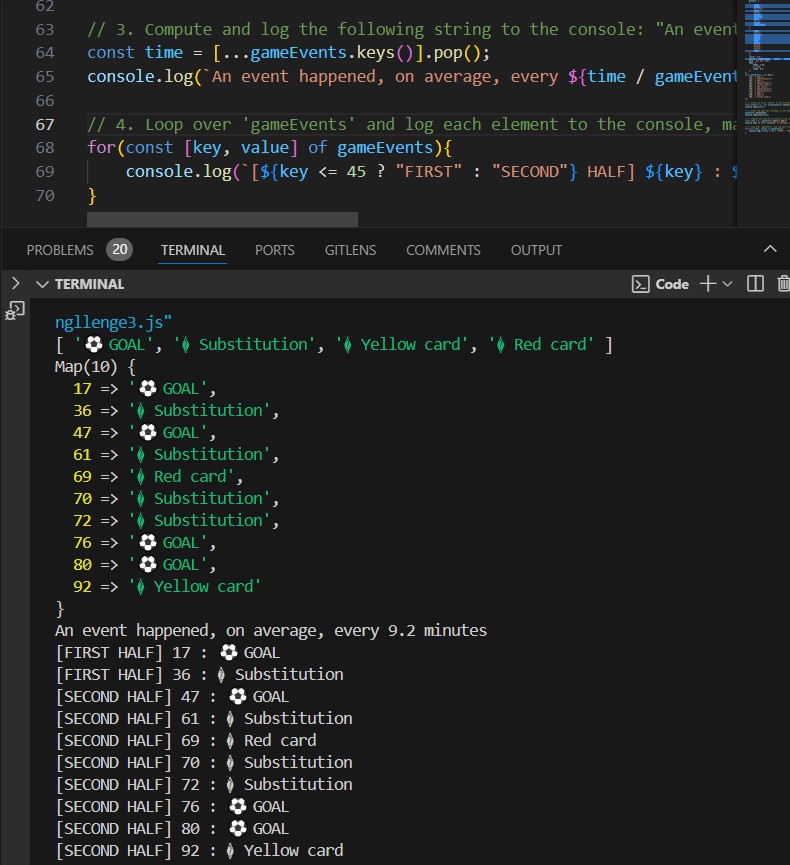 62
63 // 3. Compute and log the following string to the console: "An event
64 const time = [...gameEvents.keys()].pop();
65 console.log(`An event happened, on average, every ${time / gameEvent
66
67 // 4. Loop over 'gameEvents' and log each element to the console, ma
68 for(const [key, value] of gameEvents){
69 console.log(`[${key <= 45 ? "FIRST" : "SECOND"} HALF] ${key} : $
70 }
PROBLEMS 20 TERMINAL PORTS GITLENS COMMENTS OUTPUT
TERMINAL Code
ngllenge3.js"
[ '⚽ GOAL', '♦ Substitution', '♦ Yellow card', '♦ Red card' ]
Map(10) {
17 => '⚽ GOAL',
36 => '♦ Substitution',
47 => '⚽ GOAL',
61 => '♦ Substitution',
69 => '♦ Red card',
70 => '♦ Substitution',
72 => '♦ Substitution',
76 => '⚽ GOAL',
80 => '⚽ GOAL',
92 => '♦ Yellow card'
}
An event happened, on average, every 9.2 minutes
[FIRST HALF] 17 : ⚽ GOAL
[FIRST HALF] 36 : ♦ Substitution
[SECOND HALF] 47 : ⚽ GOAL
[SECOND HALF] 61 : ♦ Substitution
[SECOND HALF] 69 : ♦ Red card
[SECOND HALF] 70 : ♦ Substitution
[SECOND HALF] 72 : ♦ Substitution
[SECOND HALF] 76 : ⚽ GOAL
[SECOND HALF] 80 : ⚽ GOAL
[SECOND HALF] 92 : ♦ Yellow card